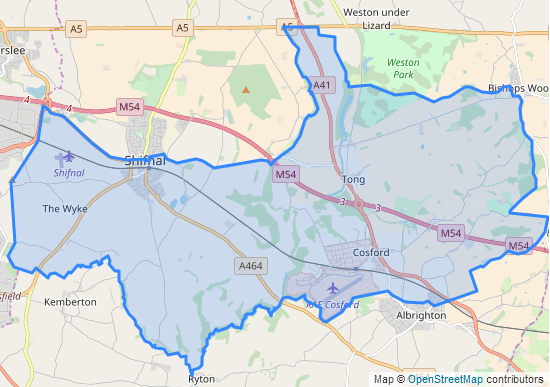 Weston under
Lizard
A5
A5
A5
rslee
Weston
Park
A41
Bishops Woo
4
4
M54
Shifnal
Shifnal
M54
Tong
The Wyke
3
3
M54
M54
Cosford
A464
sfield
Kemberton
RAF Cosford
Albrighton
Ryton
Map © OpenStreetMap contributors